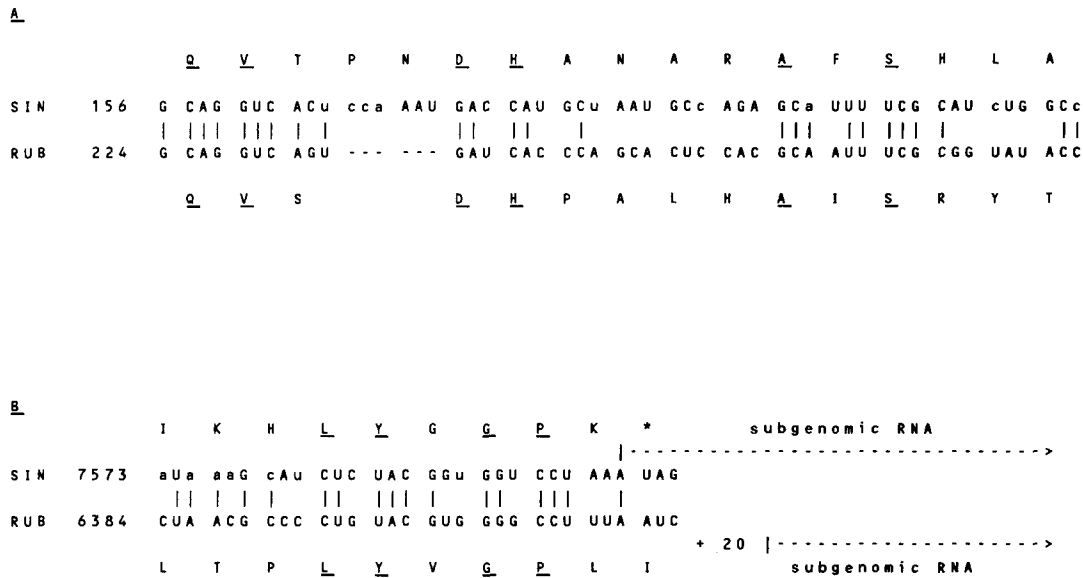 A
Q V T P N D H A N A R A F S H L A
SIN 156 G CAG GUC ACu cca AAU GAC CAU GCu AAU GCc AGA GCa UUU UCG CAU cUG GCc
RUB 224 G CAG GUC AGU --- --- GAU CAC CCA GCA CUC CAC GCA AUU UCG CGG UAU ACC
Q V S D H P A L H A I S R Y T
B
I K H L Y G G P K * subgenomic RNA
SIN 7573 aUa aaG cAu CUC UAC GGu GGU CCU AAA UAG
RUB 6384 CUA ACG CCC CUG UAC GUG GGG CCU UUA AUC
+ 20
L T P L Y V G P L I subgenomic RNA